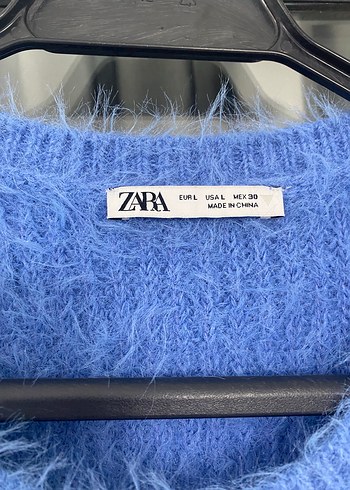 ZARA EUR L USA L MEX 30
MADE IN CHINA